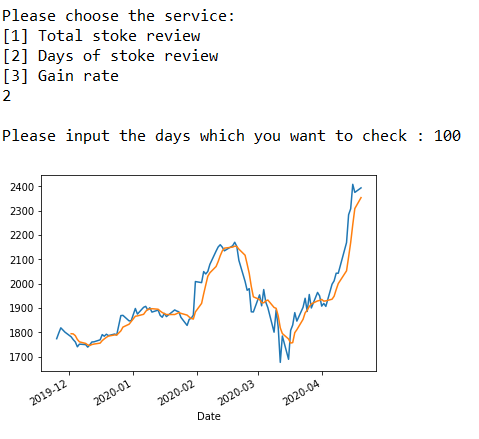 Please choose the service:
[1] Total stoke review
[2] Days of stoke review
[3] Gain rate
2
Please input the days which you want to check : 100
2400
2300
2200
2100
2000
1900
1800
1700
2019-12
2020-01
2020-02
2020-03
2020-04
Date